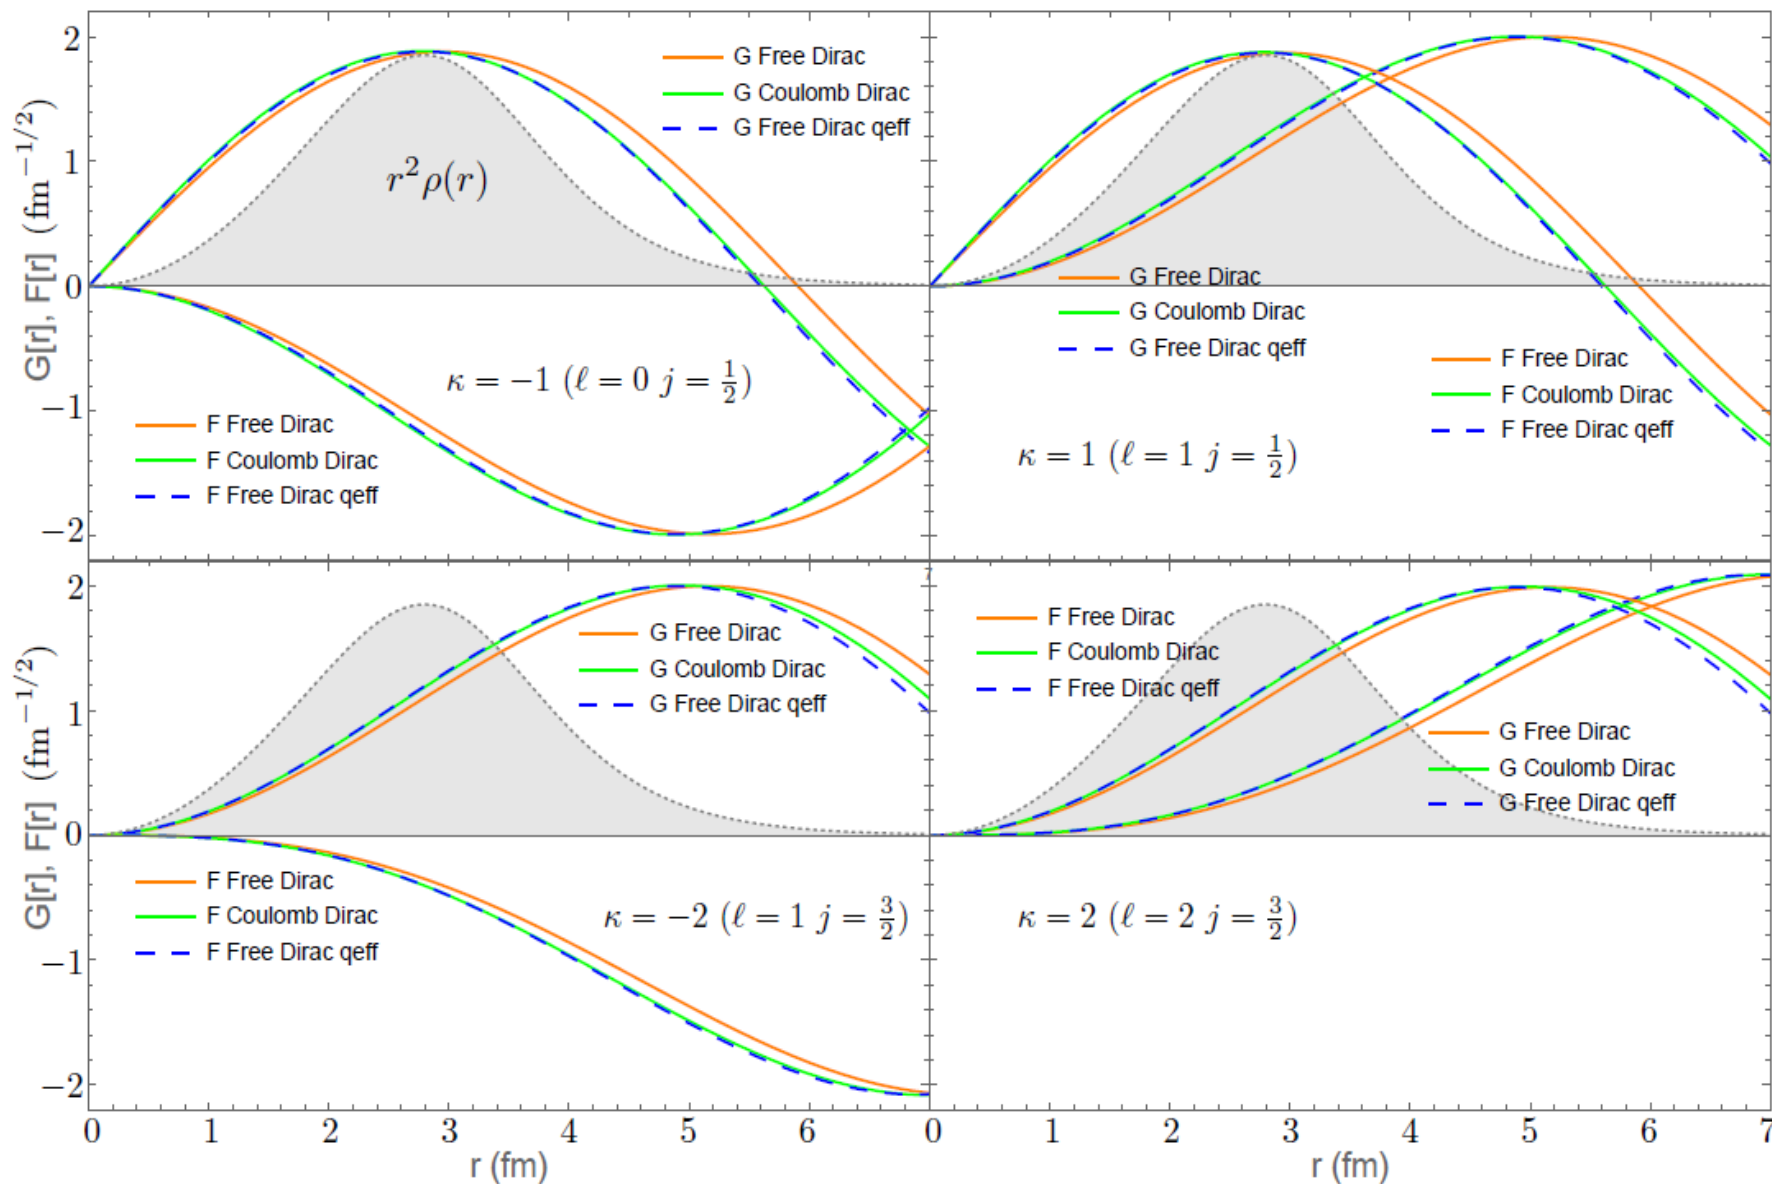 G[r], F[r] (fm^{-1/2})
2
1
0
−1
−2
G Free Dirac
G Coulomb Dirac
G Free Dirac qeff
r²ρ(r)
κ = −1 (ℓ = 0 j = 1/2)
F Free Dirac
F Coulomb Dirac
F Free Dirac qeff
G Free Dirac
G Coulomb Dirac
G Free Dirac qeff
F Free Dirac
F Coulomb Dirac
F Free Dirac qeff
κ = 1 (ℓ = 1 j = 1/2)
G[r], F[r] (fm^{-1/2})
2
1
0
−1
−2
7
G Free Dirac
G Coulomb Dirac
G Free Dirac qeff
F Free Dirac
F Coulomb Dirac
F Free Dirac qeff
κ = −2 (ℓ = 1 j = 3/2)
F Free Dirac
F Coulomb Dirac
F Free Dirac qeff
G Free Dirac
G Coulomb Dirac
G Free Dirac qeff
κ = 2 (ℓ = 2 j = 3/2)
0 1 2 3 4 5 6 0 1 2 3 4 5 6 7
r (fm) r (fm)